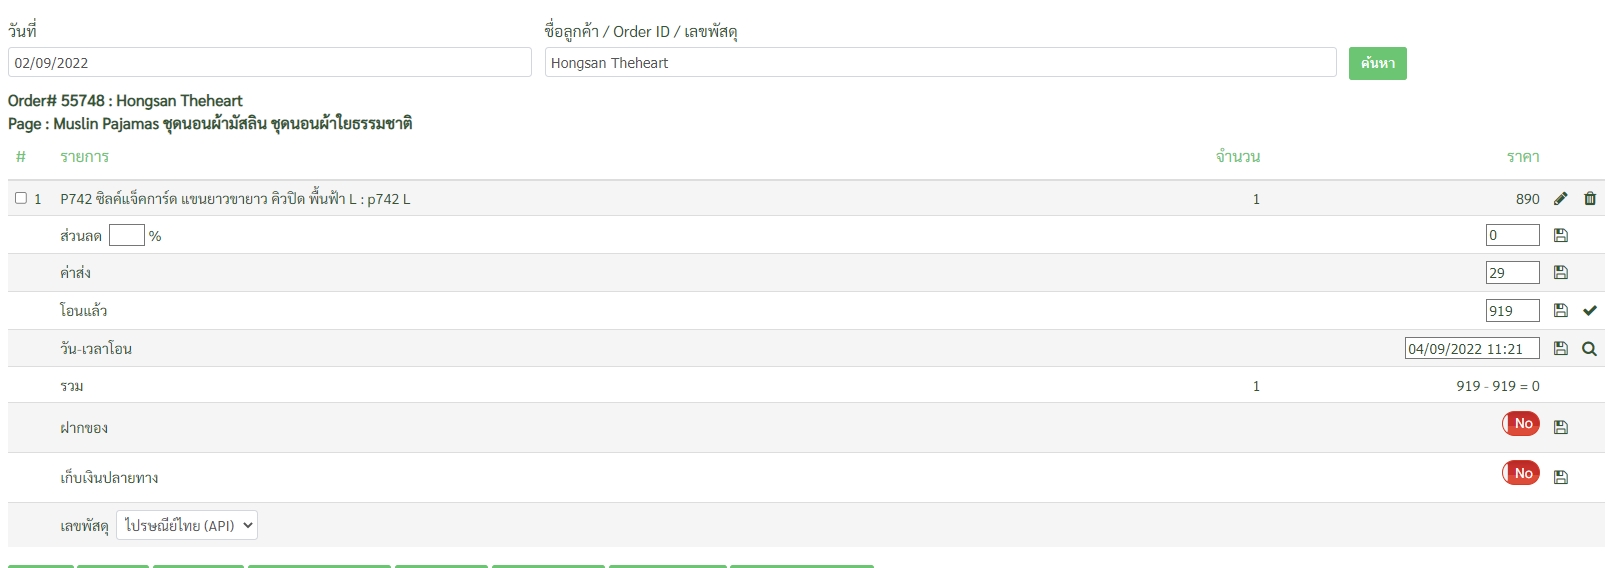 วันที่ ชื่อลูกค้า / Order ID / เลขพัสดุ
02/09/2022 Hongsan Theheart ค้นหา
Order# 55748 : Hongsan Theheart
Page : Muslin Pajamas ชุดนอนผ้ามัสลิน ชุดนอนผ้าใยธรรมชาติ
# รายการ จำนวน ราคา
1 P742 ซิลค์แจ็คการ์ด แขนยาวขายาว คิวปิด พื้นฟ้า L : p742 L 1 890
ส่วนลด % 0
ค่าส่ง 29
โอนแล้ว 919
วัน-เวลาโอน 04/09/2022 11:21
รวม 1 919 - 919 = 0
ฝากของ No
เก็บเงินปลายทาง No
เลขพัสดุ ไปรษณีย์ไทย (API)